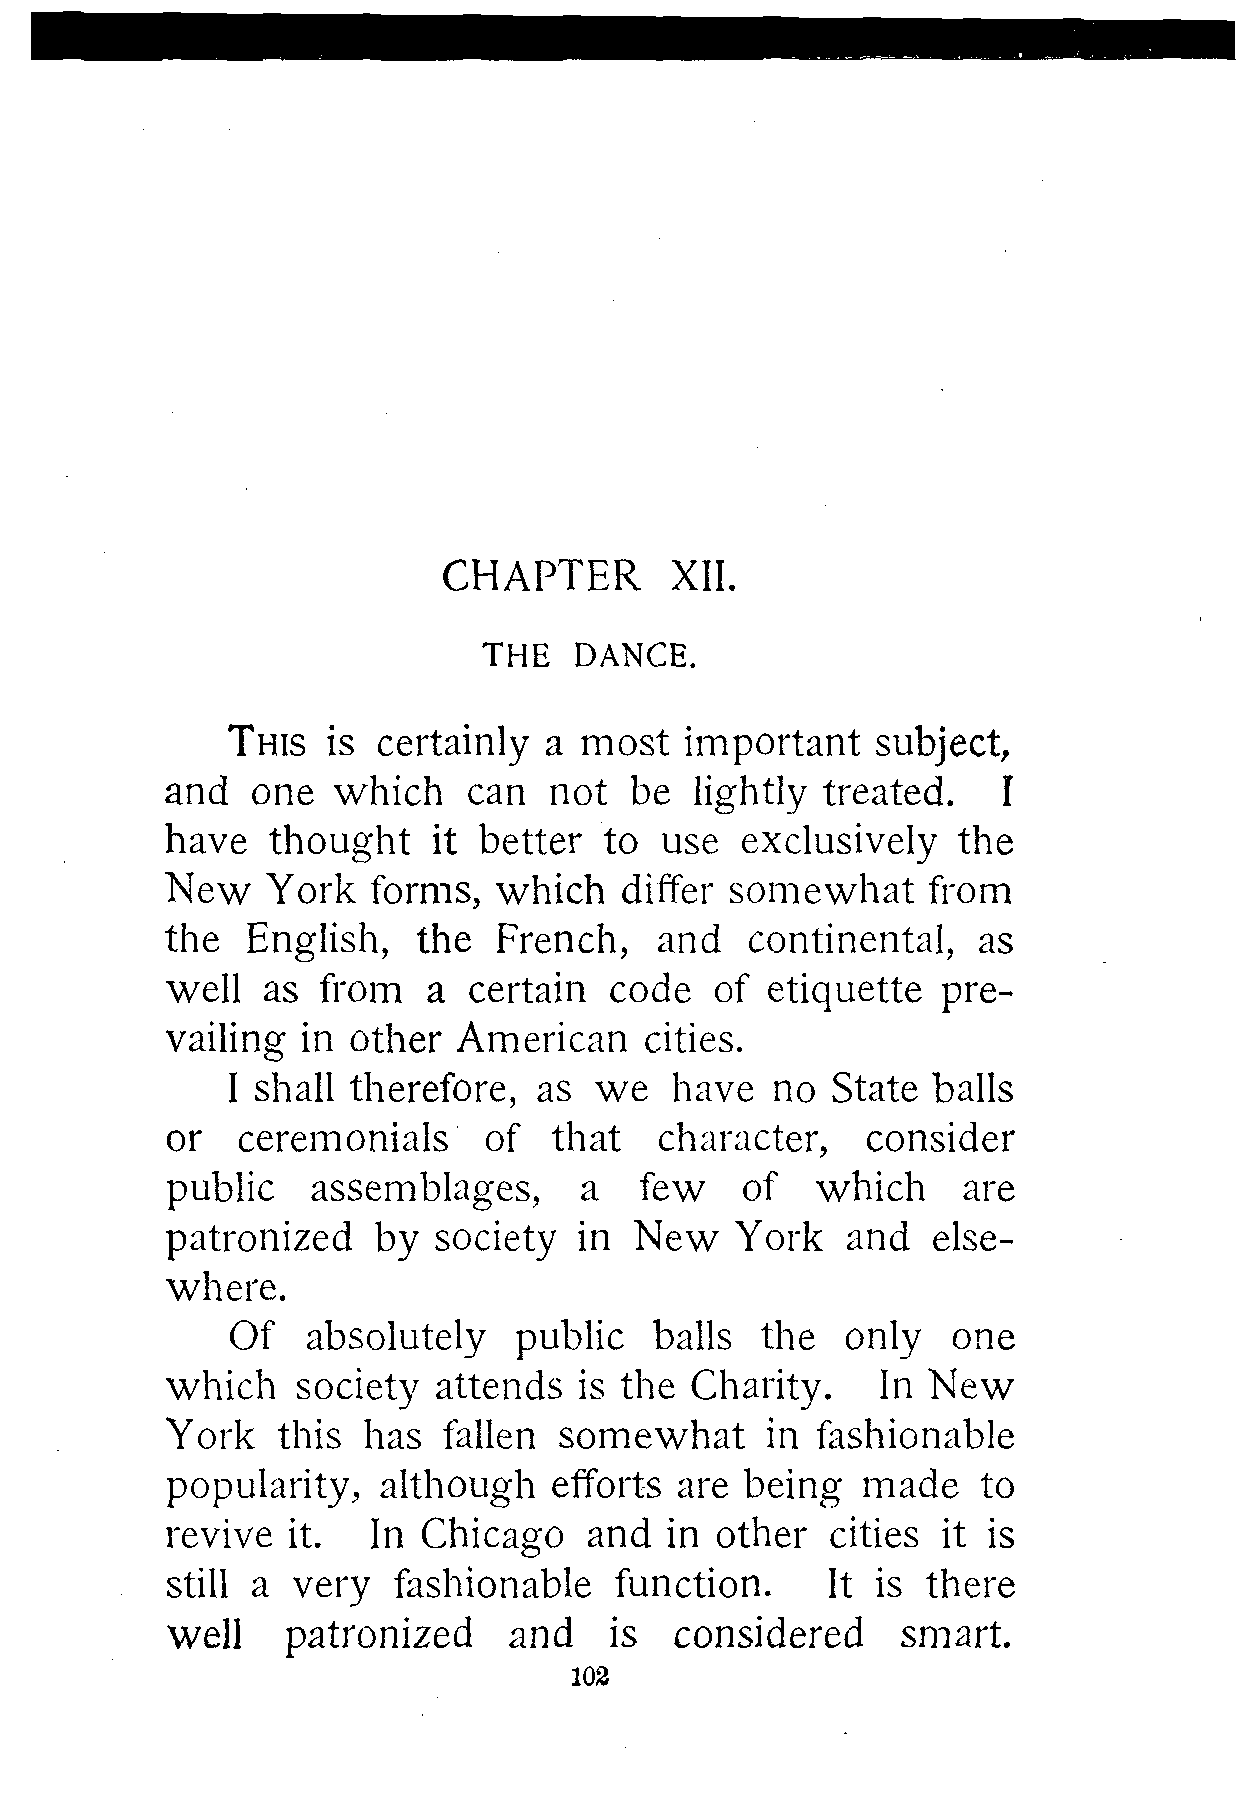 CHAPTER XII.
THE DANCE.
THIS is certainly a most important subject,
and one which can not be lightly treated. I
have thought it better to use exclusively the
New York forms, which differ somewhat from
the English, the French, and continental, as
well as from a certain code of etiquette pre-
vailing in other American cities.
I shall therefore, as we have no State balls
or ceremonials of that character, consider
public assemblages, a few of which are
patronized by society in New York and else-
where.
Of absolutely public balls the only one
which society attends is the Charity. In New
York this has fallen somewhat in fashionable
popularity, although efforts are being made to
revive it. In Chicago and in other cities it is
still a very fashionable function. It is there
well patronized and is considered smart.
102